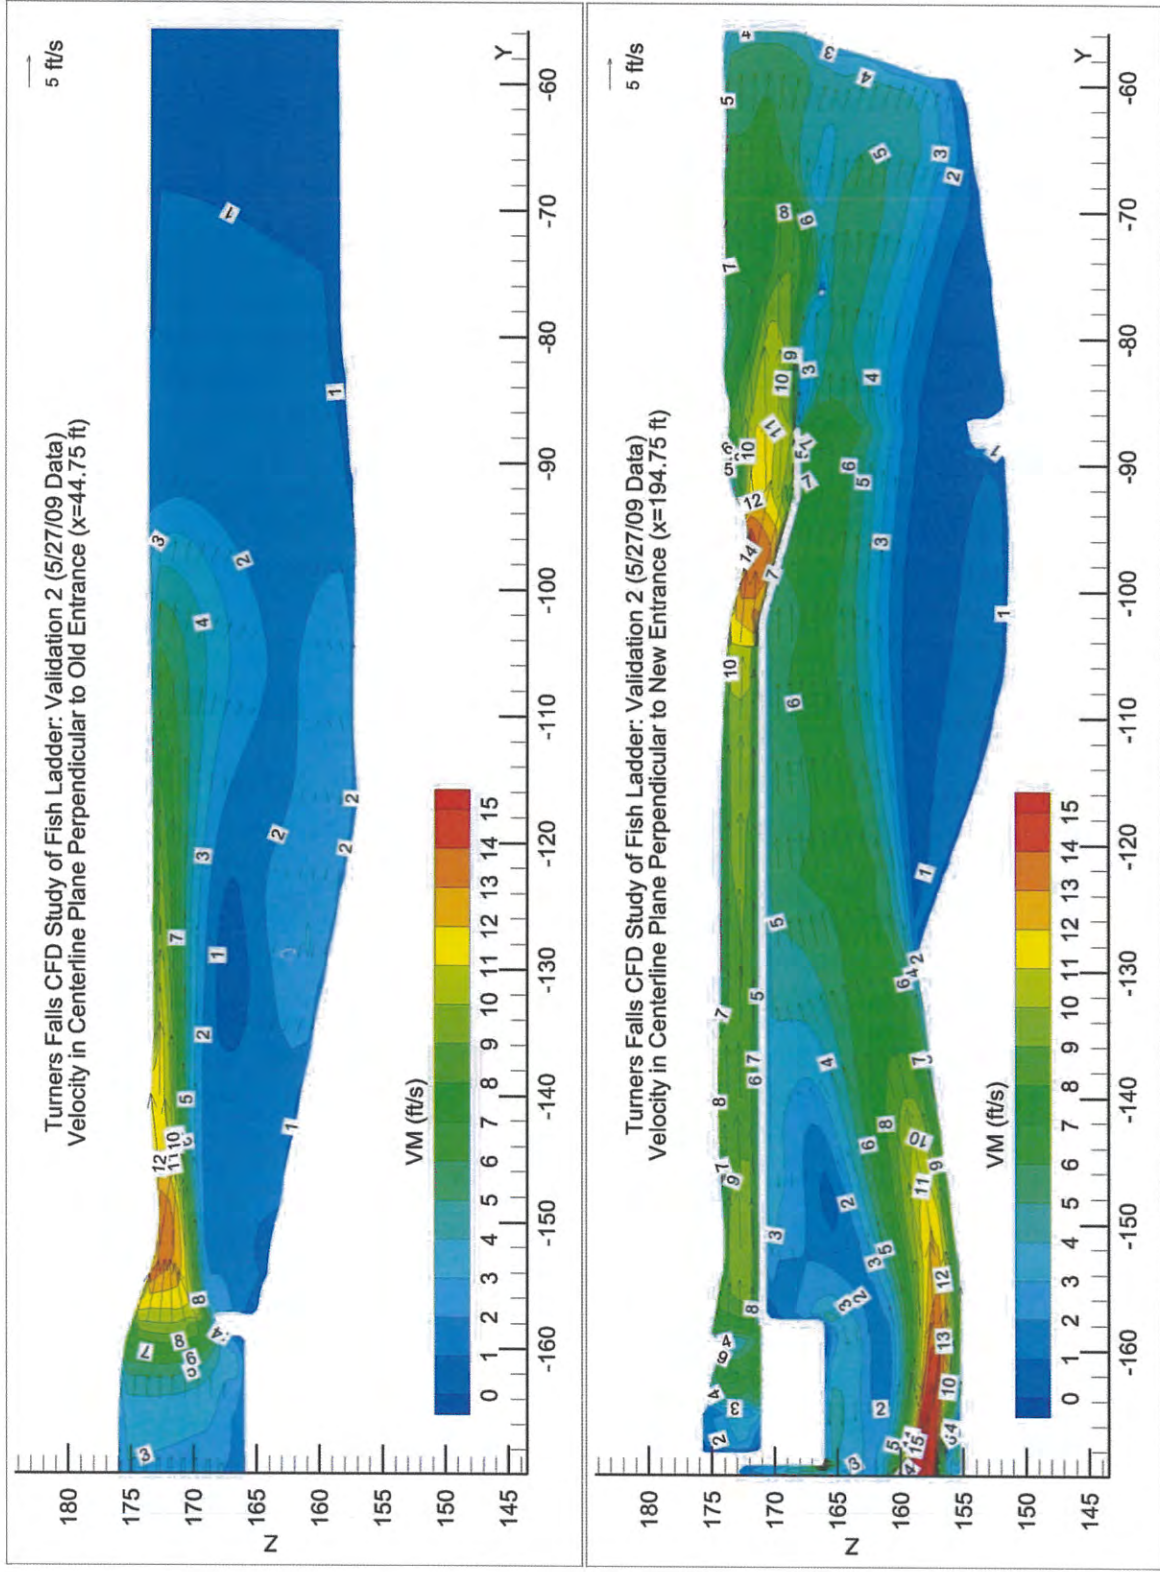 Turners Falls CFD Study of Fish Ladder: Validation 2 (5/27/09 Data)
Velocity in Centerline Plane Perpendicular to Old Entrance (x=44.75 ft)
5 ft/s
180
175
170
165
160
155
150
145
Z
-160
-150
-140
-130
-120
-110
-100
-90
-80
-70
-60
Y
VM (ft/s)
0 1 2 3 4 5 6 7 8 9 10 11 12 13 14 15
Turners Falls CFD Study of Fish Ladder: Validation 2 (5/27/09 Data)
Velocity in Centerline Plane Perpendicular to New Entrance (x=194.75 ft)
5 ft/s
180
175
170
165
160
155
150
145
Z
-160
-150
-140
-130
-120
-110
-100
-90
-80
-70
-60
Y
VM (ft/s)
0 1 2 3 4 5 6 7 8 9 10 11 12 13 14 15